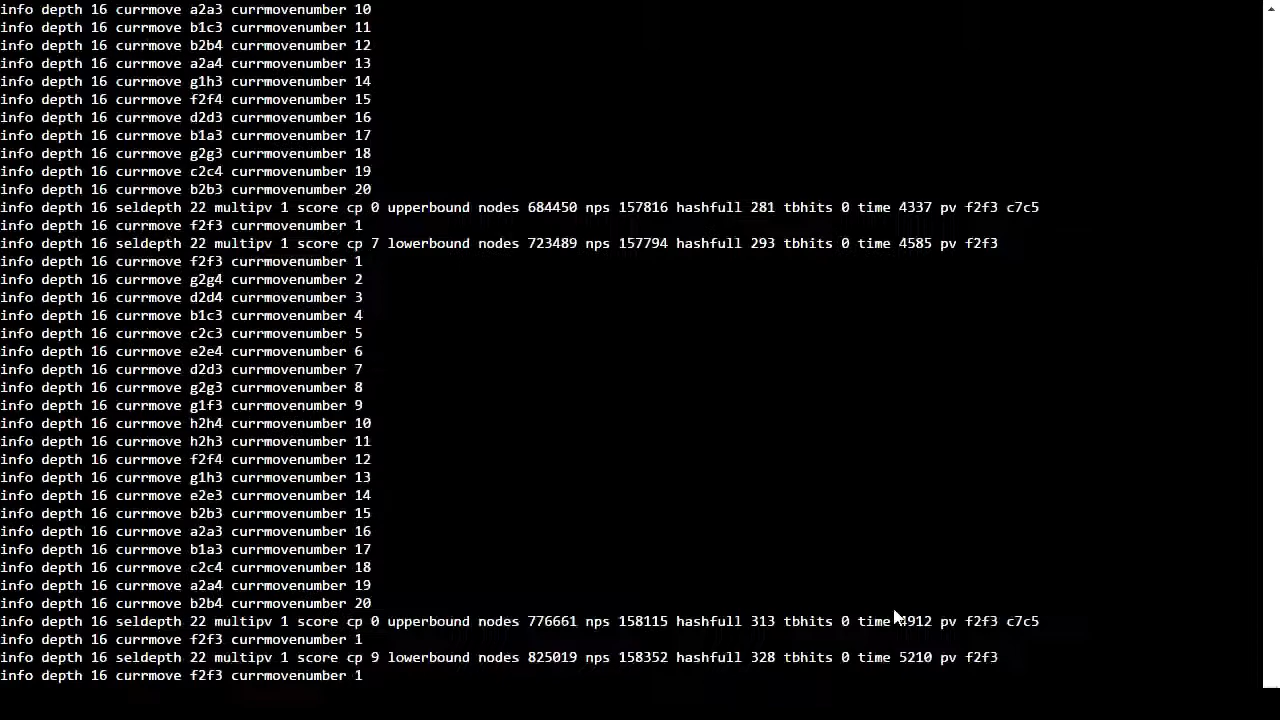 info depth 16 currmove a2a3 currmovenumber 10
info depth 16 currmove b1c3 currmovenumber 11
info depth 16 currmove b2b4 currmovenumber 12
info depth 16 currmove a2a4 currmovenumber 13
info depth 16 currmove g1h3 currmovenumber 14
info depth 16 currmove f2f4 currmovenumber 15
info depth 16 currmove d2d3 currmovenumber 16
info depth 16 currmove b1a3 currmovenumber 17
info depth 16 currmove g2g3 currmovenumber 18
info depth 16 currmove c2c4 currmovenumber 19
info depth 16 currmove b2b3 currmovenumber 20
info depth 16 seldepth 22 multipv 1 score cp 0 upperbound nodes 684450 nps 157816 hashfull 281 tbhits 0 time 4337 pv f2f3 c7c5
info depth 16 currmove f2f3 currmovenumber 1
info depth 16 seldepth 22 multipv 1 score cp 7 lowerbound nodes 723489 nps 157794 hashfull 293 tbhits 0 time 4585 pv f2f3
info depth 16 currmove f2f3 currmovenumber 1
info depth 16 currmove g2g4 currmovenumber 2
info depth 16 currmove d2d4 currmovenumber 3
info depth 16 currmove b1c3 currmovenumber 4
info depth 16 currmove c2c3 currmovenumber 5
info depth 16 currmove e2e4 currmovenumber 6
info depth 16 currmove d2d3 currmovenumber 7
info depth 16 currmove g2g3 currmovenumber 8
info depth 16 currmove g1f3 currmovenumber 9
info depth 16 currmove h2h4 currmovenumber 10
info depth 16 currmove h2h3 currmovenumber 11
info depth 16 currmove f2f4 currmovenumber 12
info depth 16 currmove g1h3 currmovenumber 13
info depth 16 currmove e2e3 currmovenumber 14
info depth 16 currmove b2b3 currmovenumber 15
info depth 16 currmove a2a3 currmovenumber 16
info depth 16 currmove b1a3 currmovenumber 17
info depth 16 currmove c2c4 currmovenumber 18
info depth 16 currmove a2a4 currmovenumber 19
info depth 16 currmove b2b4 currmovenumber 20
info depth 16 seldepth 22 multipv 1 score cp 0 upperbound nodes 776661 nps 158115 hashfull 313 tbhits 0 time 4912 pv f2f3 c7c5
info depth 16 currmove f2f3 currmovenumber 1
info depth 16 seldepth 22 multipv 1 score cp 9 lowerbound nodes 825019 nps 158352 hashfull 328 tbhits 0 time 5210 pv f2f3
info depth 16 currmove f2f3 currmovenumber 1